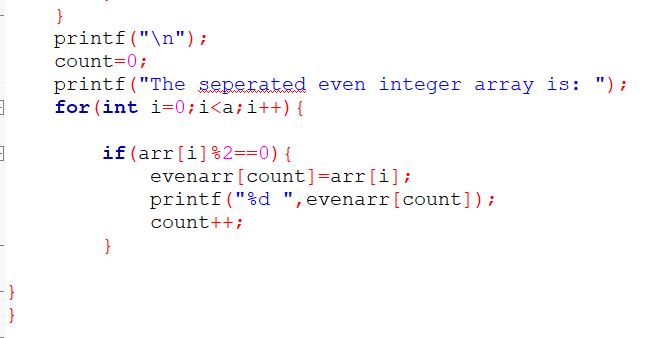 }
printf("\n");
count=0;
printf("The seperated even integer array is: ");
for(int i=0;i<a;i++){
if(arr[i]%2==0){
evenarr[count]=arr[i];
printf("%d ",evenarr[count]);
count++;
}
}
}